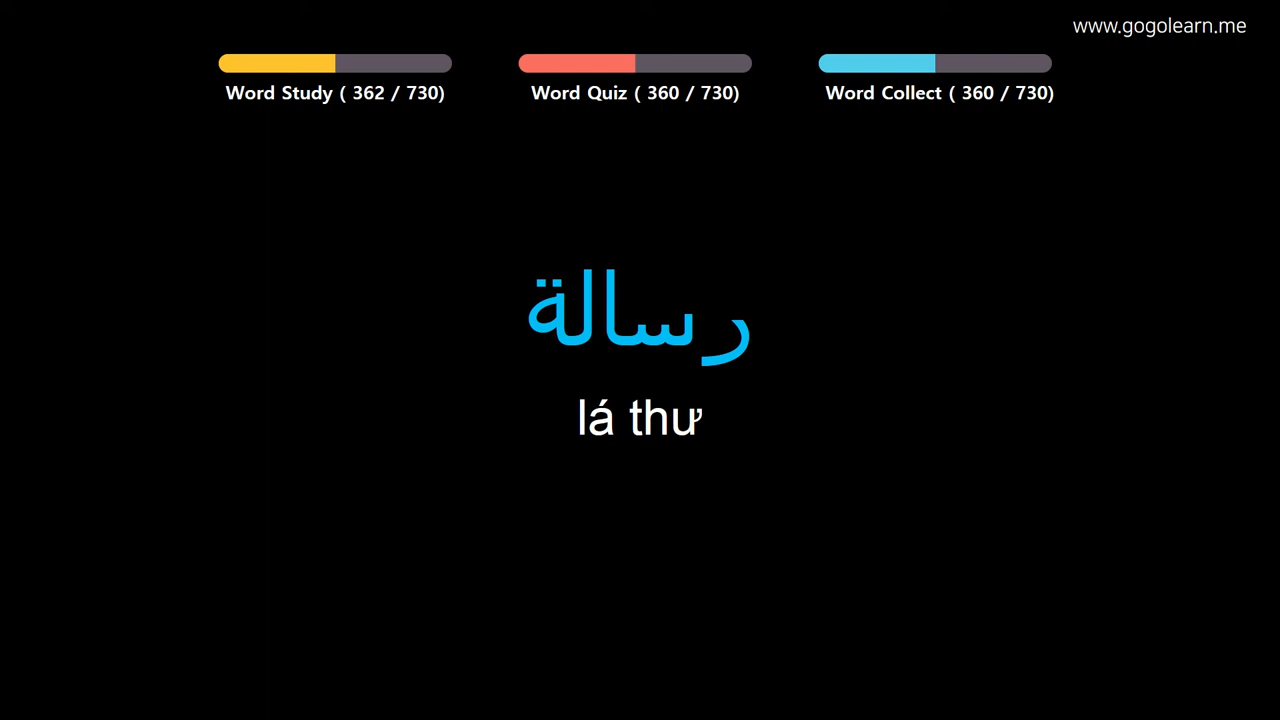 www.gogolearn.me
Word Study ( 362 / 730)
Word Quiz ( 360 / 730)
Word Collect ( 360 / 730)
رسالة
lá thư